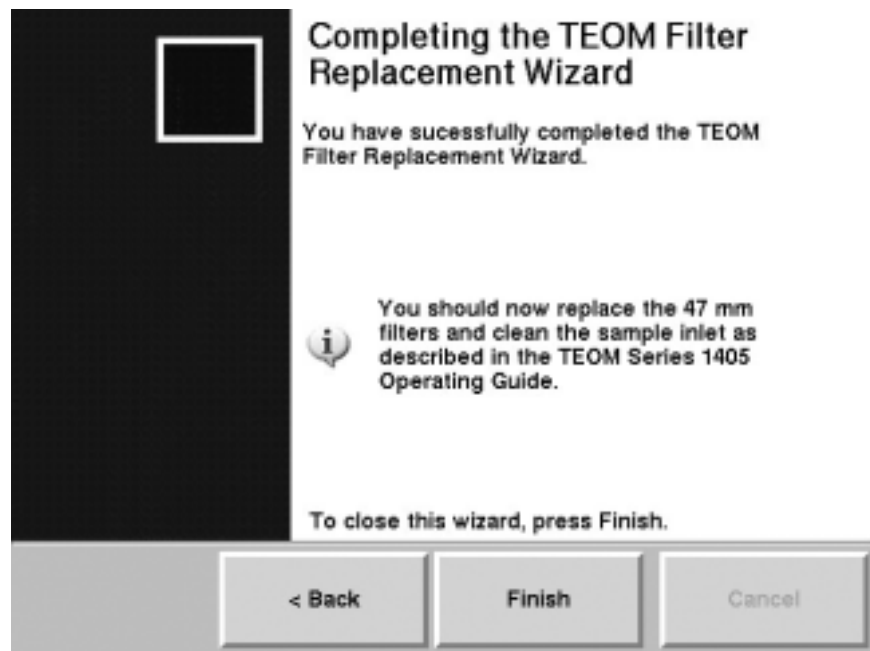 Completing the TEOM Filter
Replacement Wizard
You have sucessfully completed the TEOM
Filter Replacement Wizard.
You should now replace the 47 mm
filters and clean the sample inlet as
described in the TEOM Series 1405
Operating Guide.
To close this wizard, press Finish.
< Back
Finish
Cancel